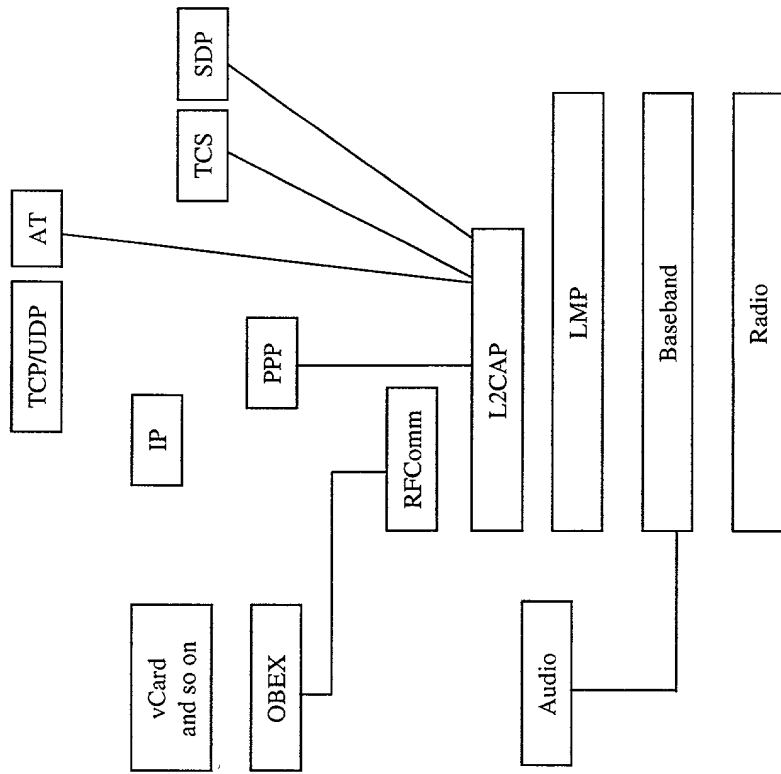 vCard
and so on
OBEX
Audio
TCP/UDP
AT
IP
PPP
RFComm
TCS
SDP
L2CAP
LMP
Baseband
Radio